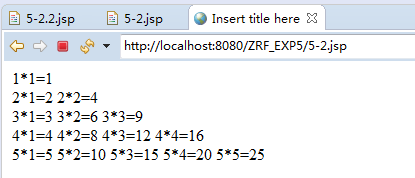 5-2.2.jsp 5-2.jsp Insert title here
http://localhost:8080/ZRF_EXP5/5-2.jsp
1*1=1
2*1=2 2*2=4
3*1=3 3*2=6 3*3=9
4*1=4 4*2=8 4*3=12 4*4=16
5*1=5 5*2=10 5*3=15 5*4=20 5*5=25